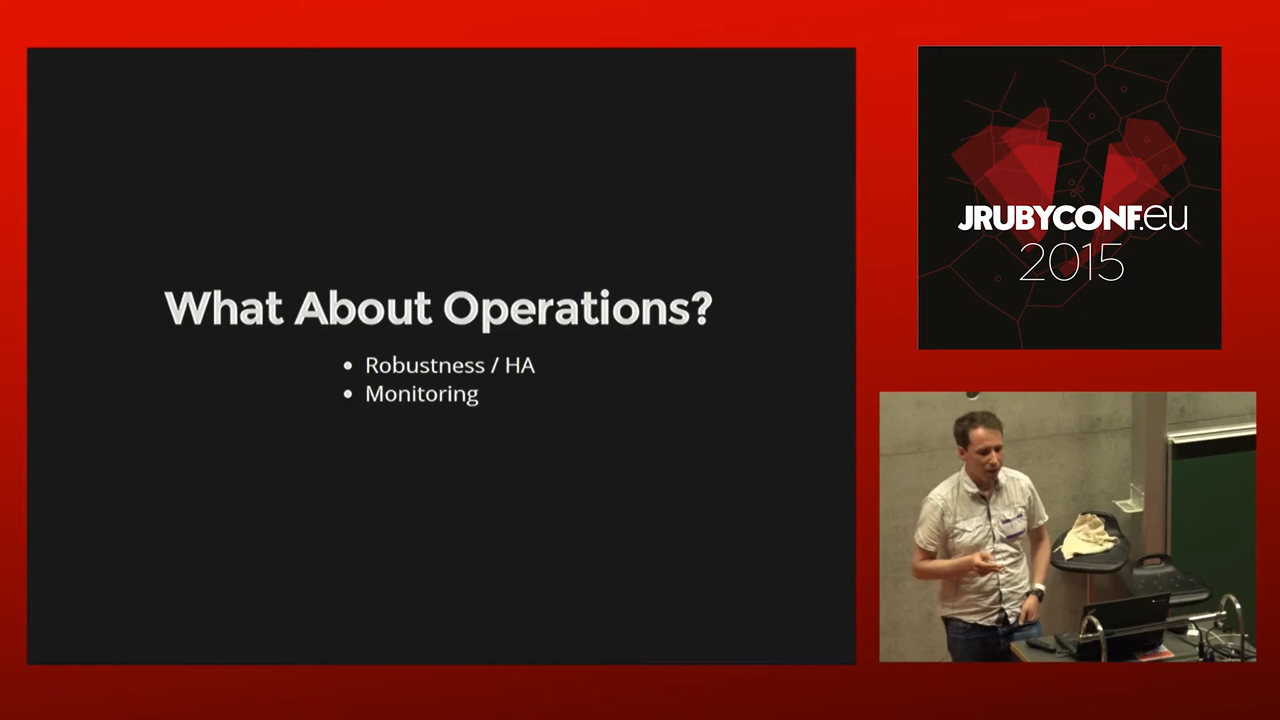 What About Operations?
Robustness / HA
Monitoring
JRUBYCONF.eu
2015